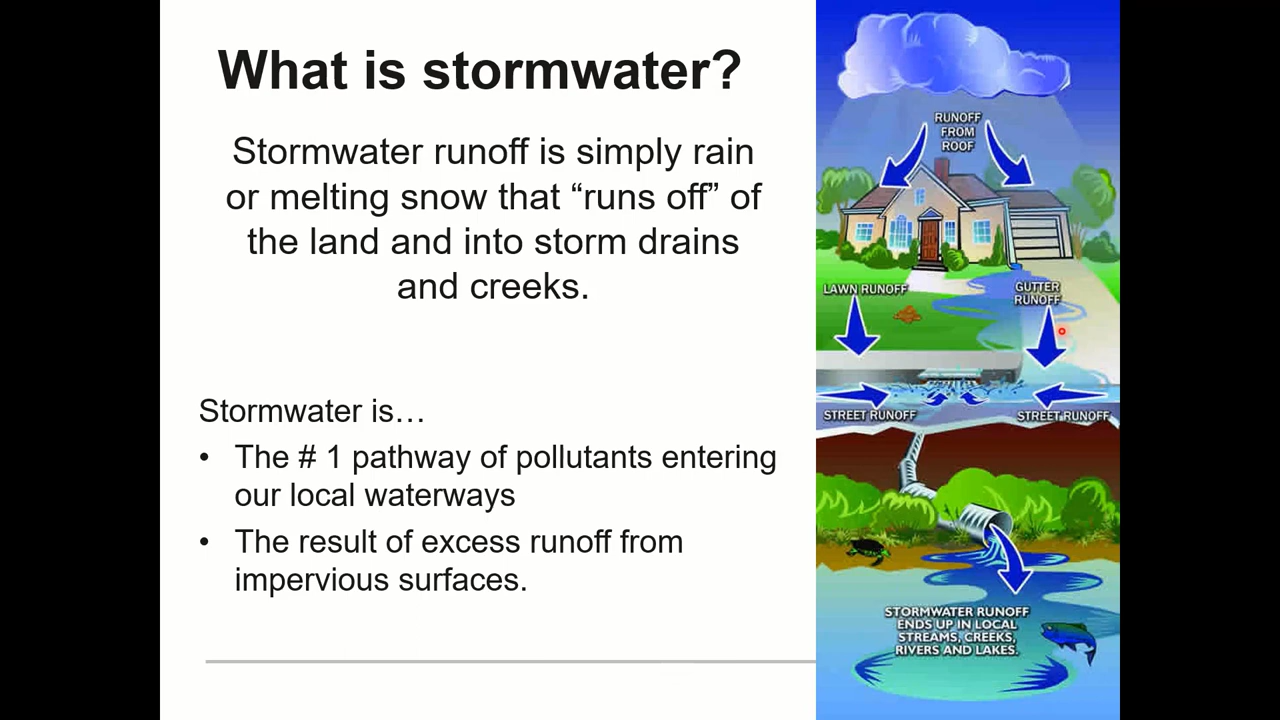 What is stormwater?
Stormwater runoff is simply rain
or melting snow that “runs off” of
the land and into storm drains
and creeks.
Stormwater is…
• The # 1 pathway of pollutants entering
our local waterways
• The result of excess runoff from
impervious surfaces.
RUNOFF
FROM
ROOF
LAWN RUNOFF
GUTTER
RUNOFF
STREET RUNOFF
STREET RUNOFF
STORMWATER RUNOFF
ENDS UP IN LOCAL
STREAMS, CREEKS,
RIVERS AND LAKES.